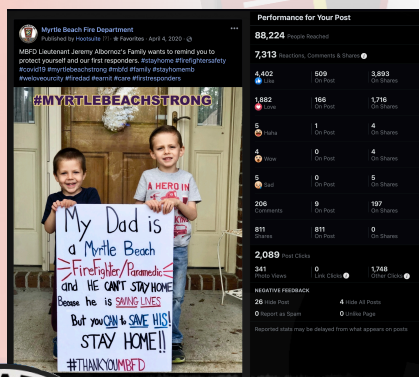 Myrtle Beach Fire Department
Published by Hootsuite · Favorites · April 4, 2020 ·
MBFD Lieutenant Jeremy Albornoz's Family wants to remind you to
protect yourself and our first responders. #stayhome #firefightersafety
#covid19 #myrtlebeachstrong #mbfd #family #stayhomemb
#weloveourcity #firedad #earnit #care #firstresponders
#MYRTLEBEACHSTRONG
A HERO IN
My Dad is
a Myrtle Beach
FireFighter/Paramedic
and HE CAN'T STAY HOME
Because he is SAVING LIVES
But you CAN to SAVE HIS!
STAY HOME!!
#THANKYOUMBFD
Performance for Your Post
88,224 People Reached
7,313 Reactions, Comments & Shares
4,402 509 3,893
Like On Post On Shares
1,882 166 1,716
Love On Post On Shares
5 1 4
Haha On Post On Shares
4 0 4
Wow On Post On Shares
5 0 5
Sad On Post On Shares
206 9 197
Comments On Post On Shares
811 811 0
Shares On Post On Shares
2,089 Post Clicks
341 0 1,748
Photo Views Link Clicks Other Clicks
NEGATIVE FEEDBACK
26 Hide Post 4 Hide All Posts
0 Report as Spam 0 Unlike Page
Reported stats may be delayed from what appears on posts